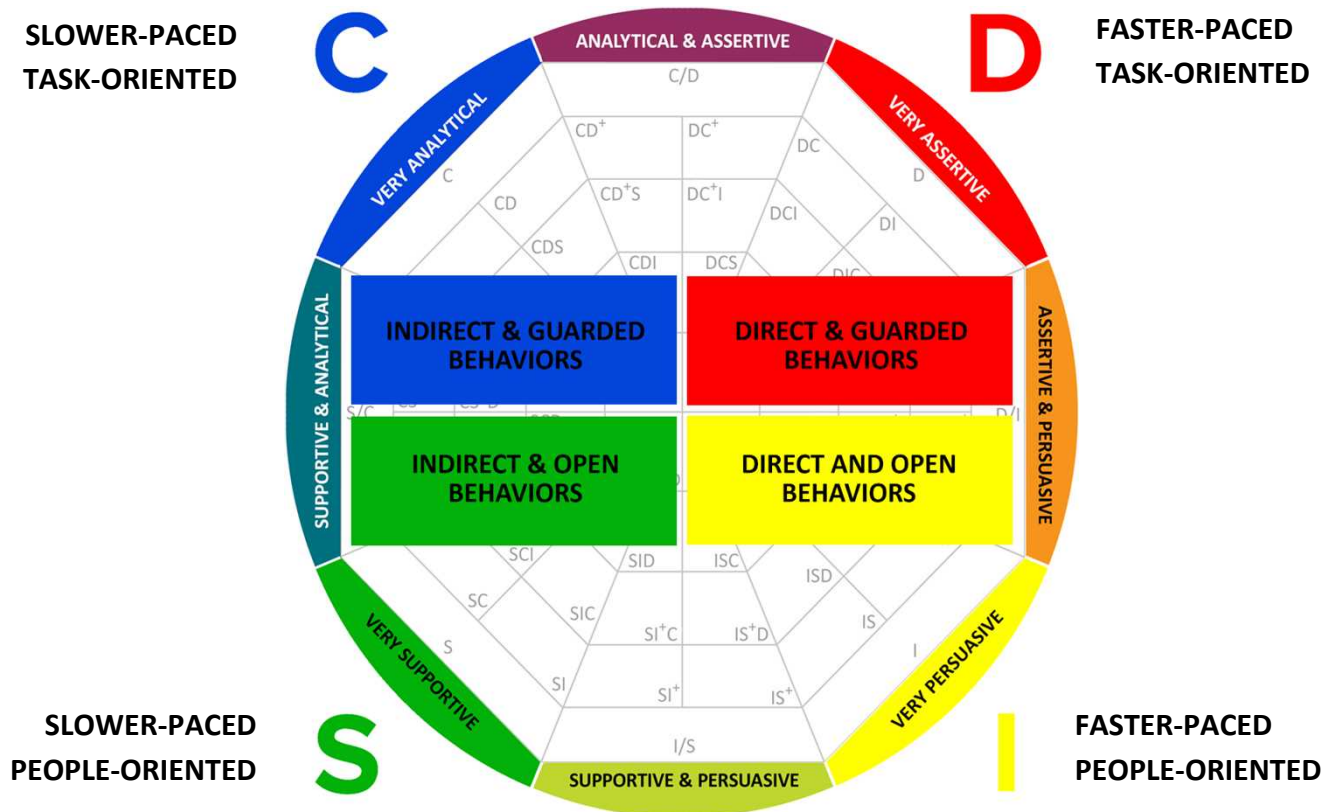 SLOWER-PACED
TASK-ORIENTED
C
ANALYTICAL & ASSERTIVE
D
FASTER-PACED
TASK-ORIENTED
VERY ANALYTICAL
VERY ASSERTIVE
C/D
CD⁺
DC⁺
DC
C
D
CD
CD⁺S
DC⁺I
DCI
DI
CDS
CDI
DCS
DIC
SUPPORTIVE & ANALYTICAL
INDIRECT & GUARDED
BEHAVIORS
DIRECT & GUARDED
BEHAVIORS
ASSERTIVE & PERSUASIVE
S/C
D/I
INDIRECT & OPEN
BEHAVIORS
DIRECT AND OPEN
BEHAVIORS
SCI
SID
ISC
ISD
SC
SIC
SI⁺C
IS⁺D
IS
S
I
SI
SI⁺
IS⁺
VERY SUPPORTIVE
VERY PERSUASIVE
I/S
SLOWER-PACED
PEOPLE-ORIENTED
S
SUPPORTIVE & PERSUASIVE
I
FASTER-PACED
PEOPLE-ORIENTED